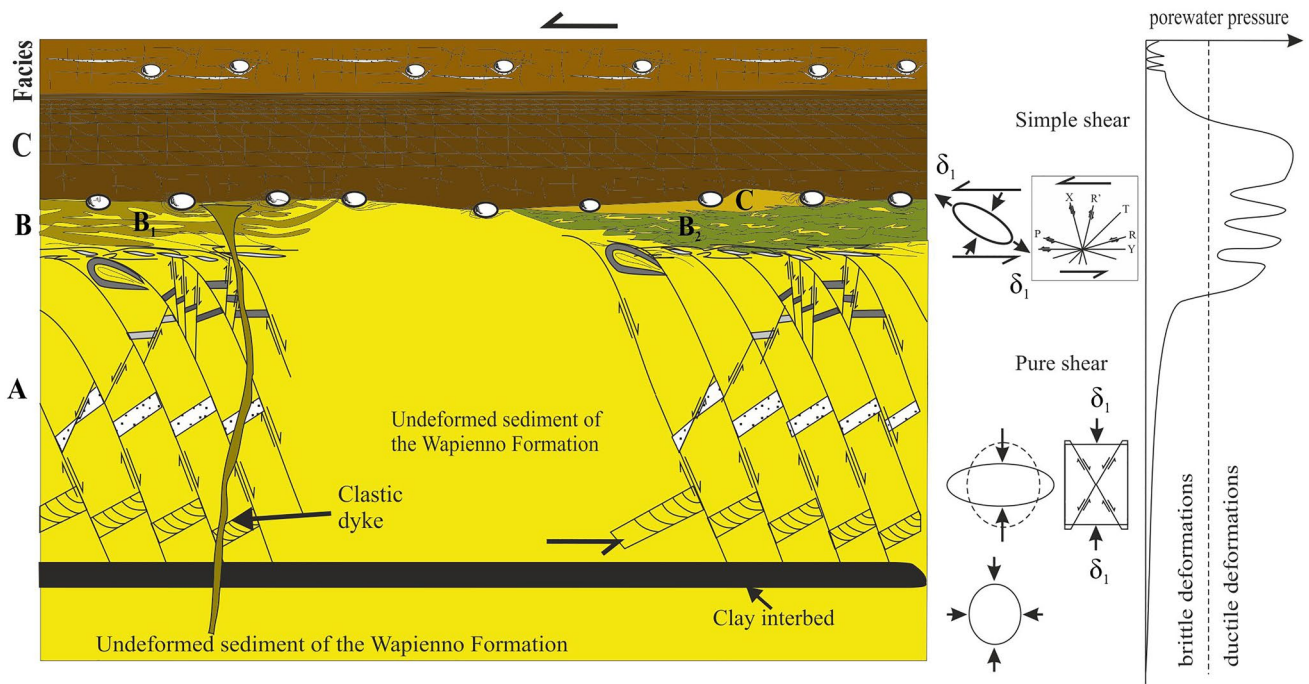 porewater pressure
Facies
C
B
A
B1
B2
C
Undeformed sediment of
the Wapienno Formation
Clastic
dyke
Clay interbed
Undeformed sediment of the Wapienno Formation
Simple shear
δ1
δ1
X
R'
T
P
R
Y
Pure shear
δ1
δ1
brittle deformations
ductile deformations